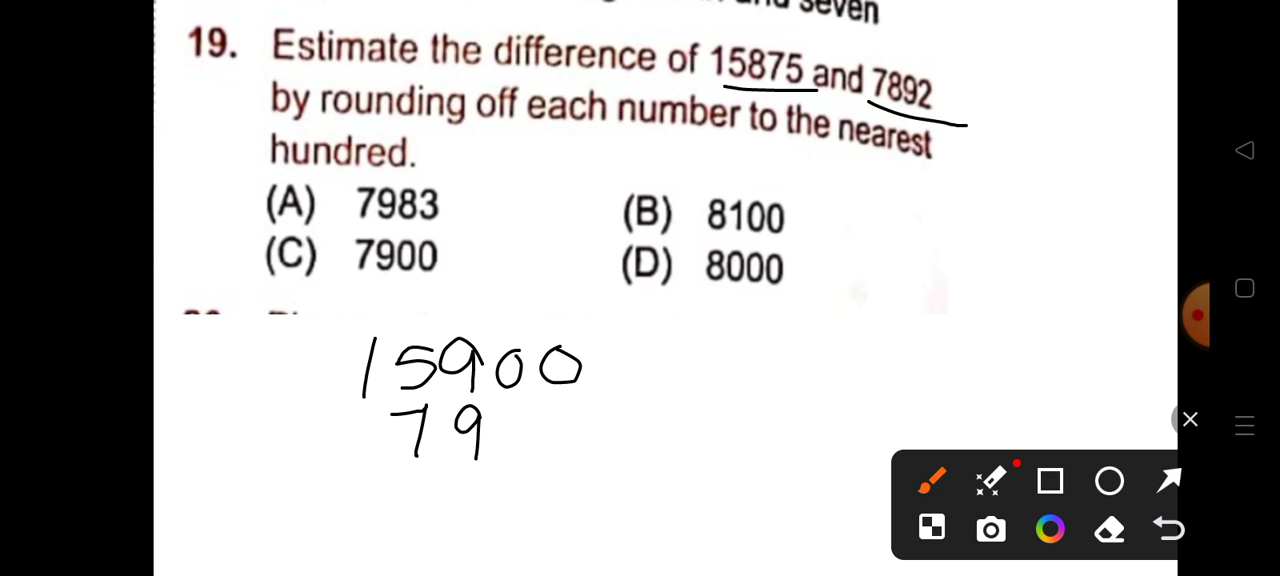 seven
19. Estimate the difference of 15875 and 7892
by rounding off each number to the nearest
hundred.
(A) 7983 (B) 8100
(C) 7900 (D) 8000
15900
79